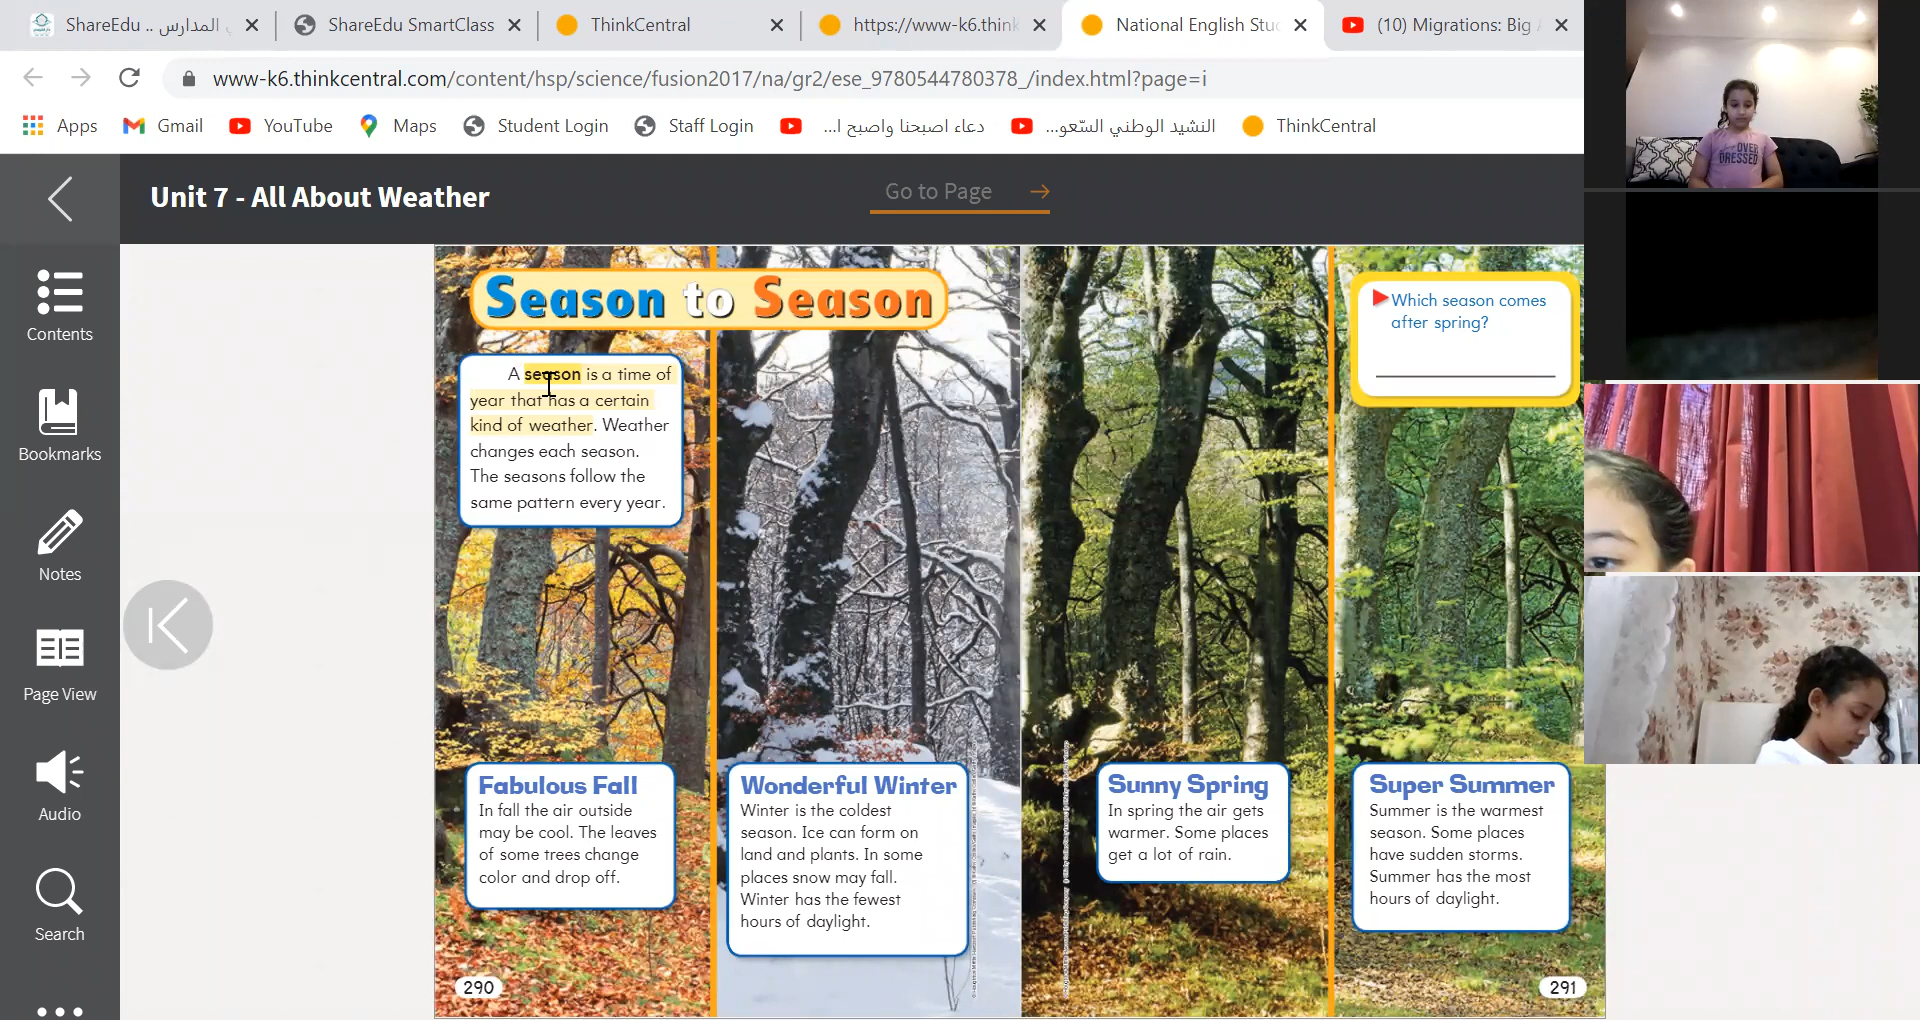 ShareEdu .. ي المدارس
ShareEdu SmartClass
ThinkCentral
https://www-k6.think
National English Stu
(10) Migrations: Big
www-k6.thinkcentral.com/content/hsp/science/fusion2017/na/gr2/ese_9780544780378_/index.html?page=i
Apps
Gmail
YouTube
Maps
Student Login
Staff Login
دعاء اصبحنا واصبح ا...
النشيد الوطني السّعو...
ThinkCentral
Unit 7 - All About Weather
Go to Page
Contents
Bookmarks
Notes
Page View
Audio
Search
Season to Season
A season is a time of
year that has a certain
kind of weather. Weather
changes each season.
The seasons follow the
same pattern every year.
Fabulous Fall
In fall the air outside
may be cool. The leaves
of some trees change
color and drop off.
290
Wonderful Winter
Winter is the coldest
season. Ice can form on
land and plants. In some
places snow may fall.
Winter has the fewest
hours of daylight.
Sunny Spring
In spring the air gets
warmer. Some places
get a lot of rain.
Which season comes
after spring?
Super Summer
Summer is the warmest
season. Some places
have sudden storms.
Summer has the most
hours of daylight.
291
OVER
DRESSED